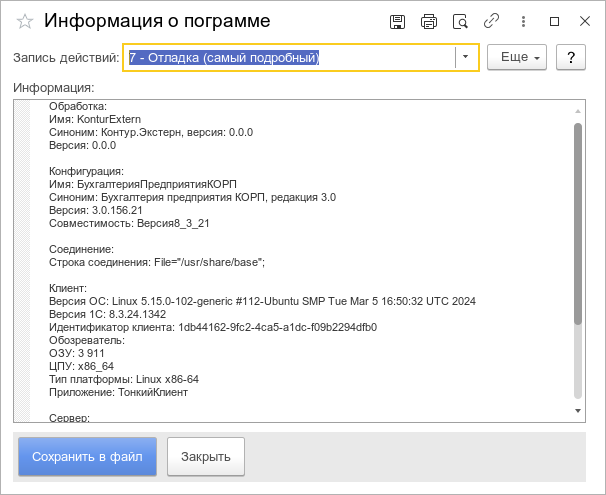 Информация о пограмме
Запись действий: 7 - Отладка (самый подробный) Еще ?
Информация:
Обработка:
Имя: KonturExtern
Синоним: Контур.Экстерн, версия: 0.0.0
Версия: 0.0.0
Конфигурация:
Имя: БухгалтерияПредприятияКОРП
Синоним: Бухгалтерия предприятия КОРП, редакция 3.0
Версия: 3.0.156.21
Совместимость: Версия8_3_21
Соединение:
Строка соединения: File="/usr/share/base";
Клиент:
Версия ОС: Linux 5.15.0-102-generic #112-Ubuntu SMP Tue Mar 5 16:50:32 UTC 2024
Версия 1С: 8.3.24.1342
Идентификатор клиента: 1db44162-9fc2-4ca5-a1dc-f09b2294dfb0
Обозреватель:
ОЗУ: 3 911
ЦПУ: x86_64
Тип платформы: Linux x86-64
Приложение: ТонкийКлиент
Сервер:
Сохранить в файл Закрыть